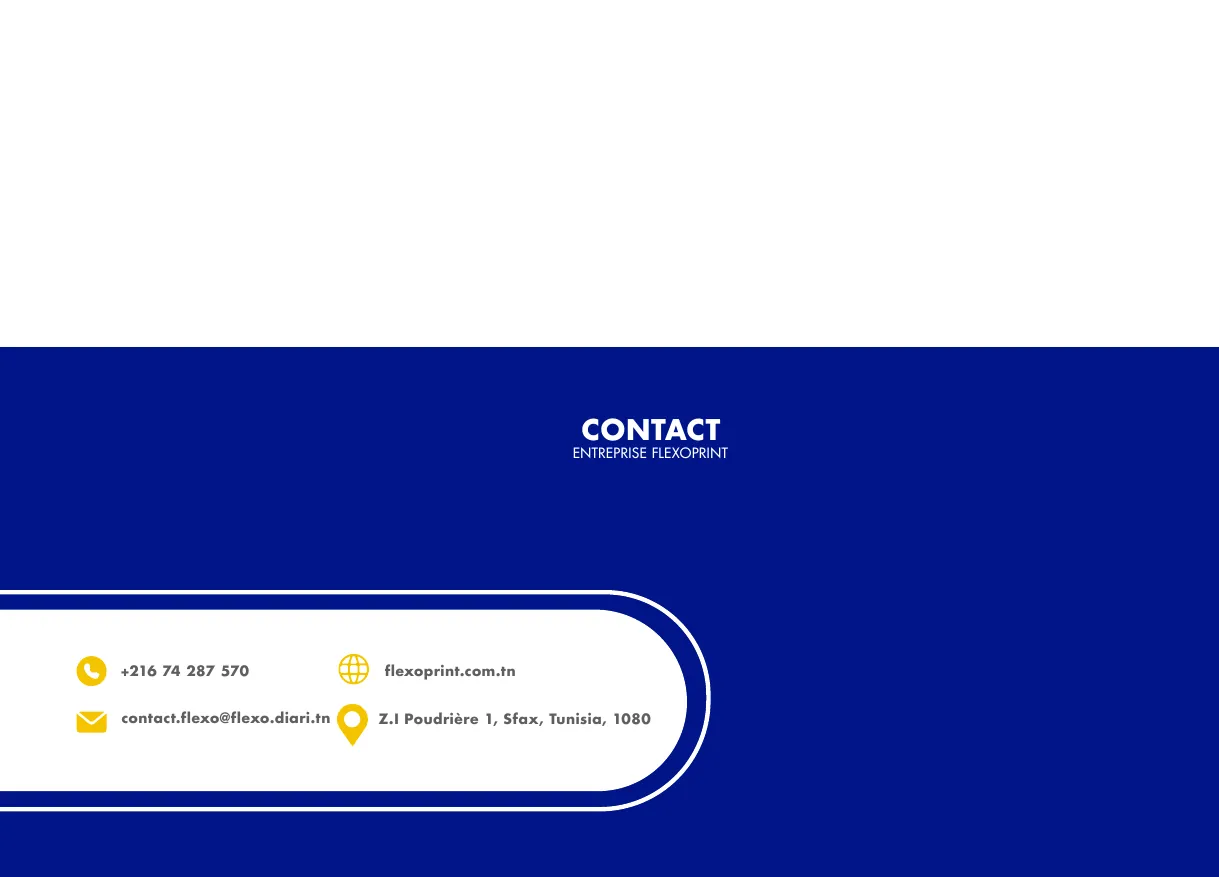 CONTACT
ENTREPRISE FLEXOPRINT
+216 74 287 570
flexoprint.com.tn
contact.flexo@flexo.diari.tn
Z.I Poudrière 1, Sfax, Tunisia, 1080